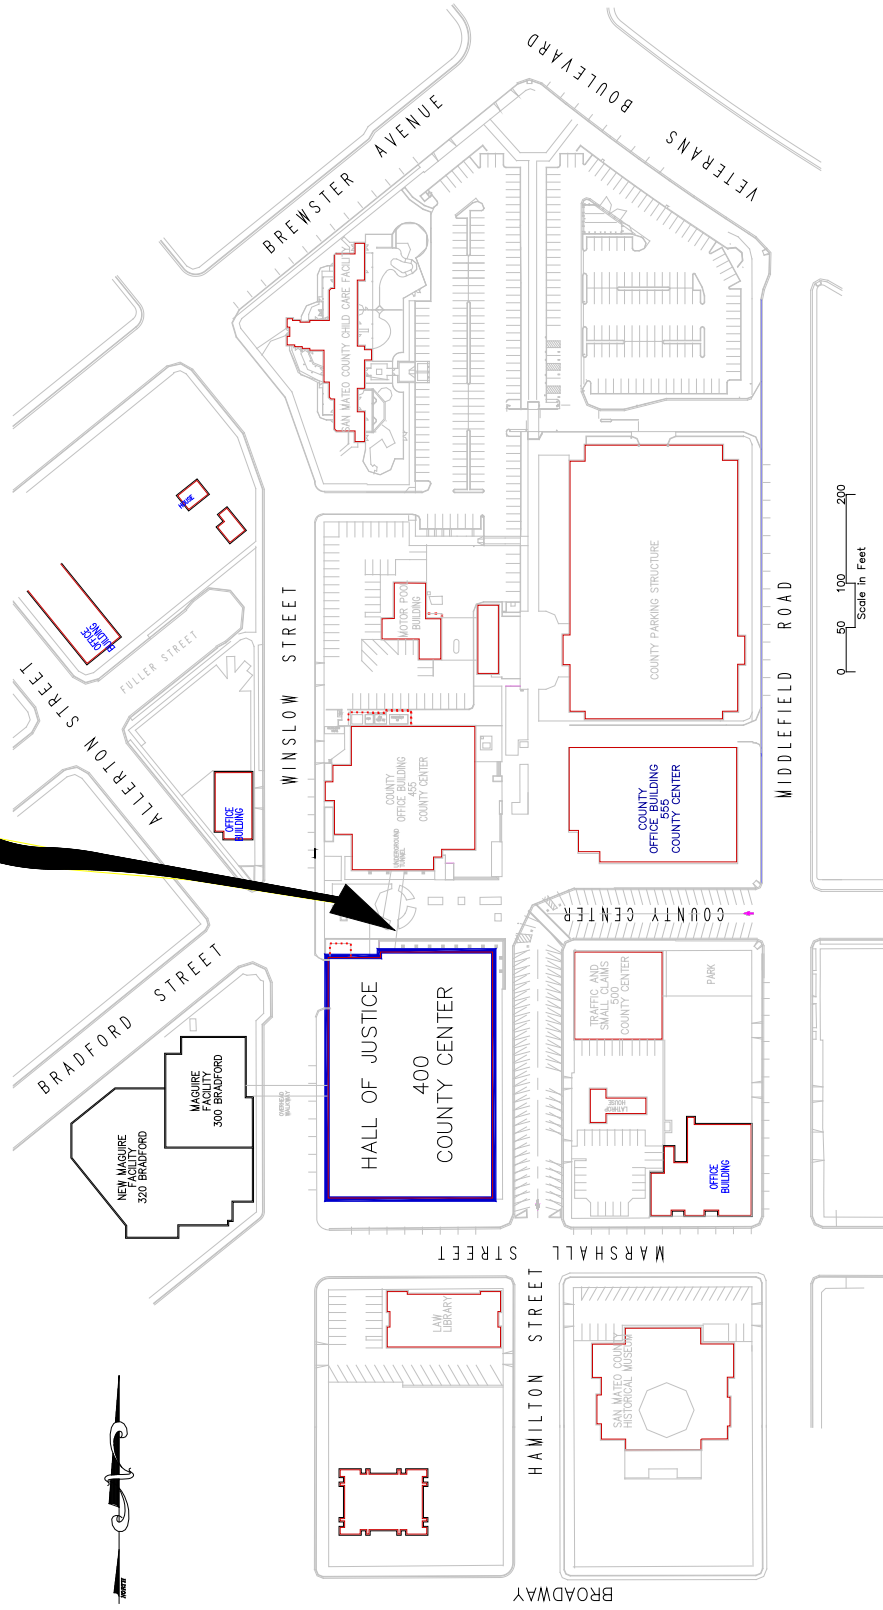 VETERANS BOULEVARD
BREWSTER AVENUE
SAN MATEO COUNTY CHILD CARE FACILITY
HOUSE
OFFICE
BUILDING
FULLER STREET
ALLERTON STREET
WINSLOW STREET
MOTOR POOL
BUILDING
COUNTY PARKING STRUCTURE
MIDDLEFIELD ROAD
0 50 100 200
Scale in Feet
OFFICE
BUILDING
COUNTY
OFFICE BUILDING
455
COUNTY CENTER
COUNTY
OFFICE BUILDING
555
COUNTY CENTER
UNDERGROUND
TUNNEL
COUNTY CENTER
BRADFORD STREET
HALL OF JUSTICE
400
COUNTY CENTER
TRAFFIC AND
SMALL CLAIMS
500
COUNTY CENTER
PARK
MAGUIRE
FACILITY
300 BRADFORD
NEW MAGUIRE
FACILITY
320 BRADFORD
OVERHEAD
WALKWAY
LATHROP
HOUSE
OFFICE
BUILDING
MARSHALL STREET
HAMILTON STREET
LAW
LIBRARY
SAN MATEO COUNTY
HISTORICAL MUSEUM
NORTH
BROADWAY